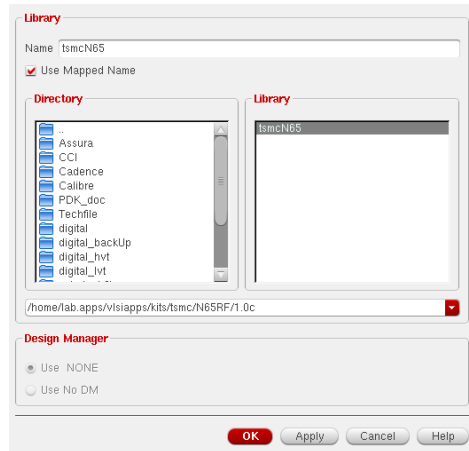 Library
Name tsmcN65
Use Mapped Name
Directory
..
Assura
CCI
Cadence
Calibre
PDK_doc
Techfile
digital
digital_backUp
digital_hvt
digital_lvt
Library
tsmcN65
/home/lab.apps/vlsiapps/kits/tsmc/N65RF/1.0c
Design Manager
Use NONE
Use No DM
OK Apply Cancel Help